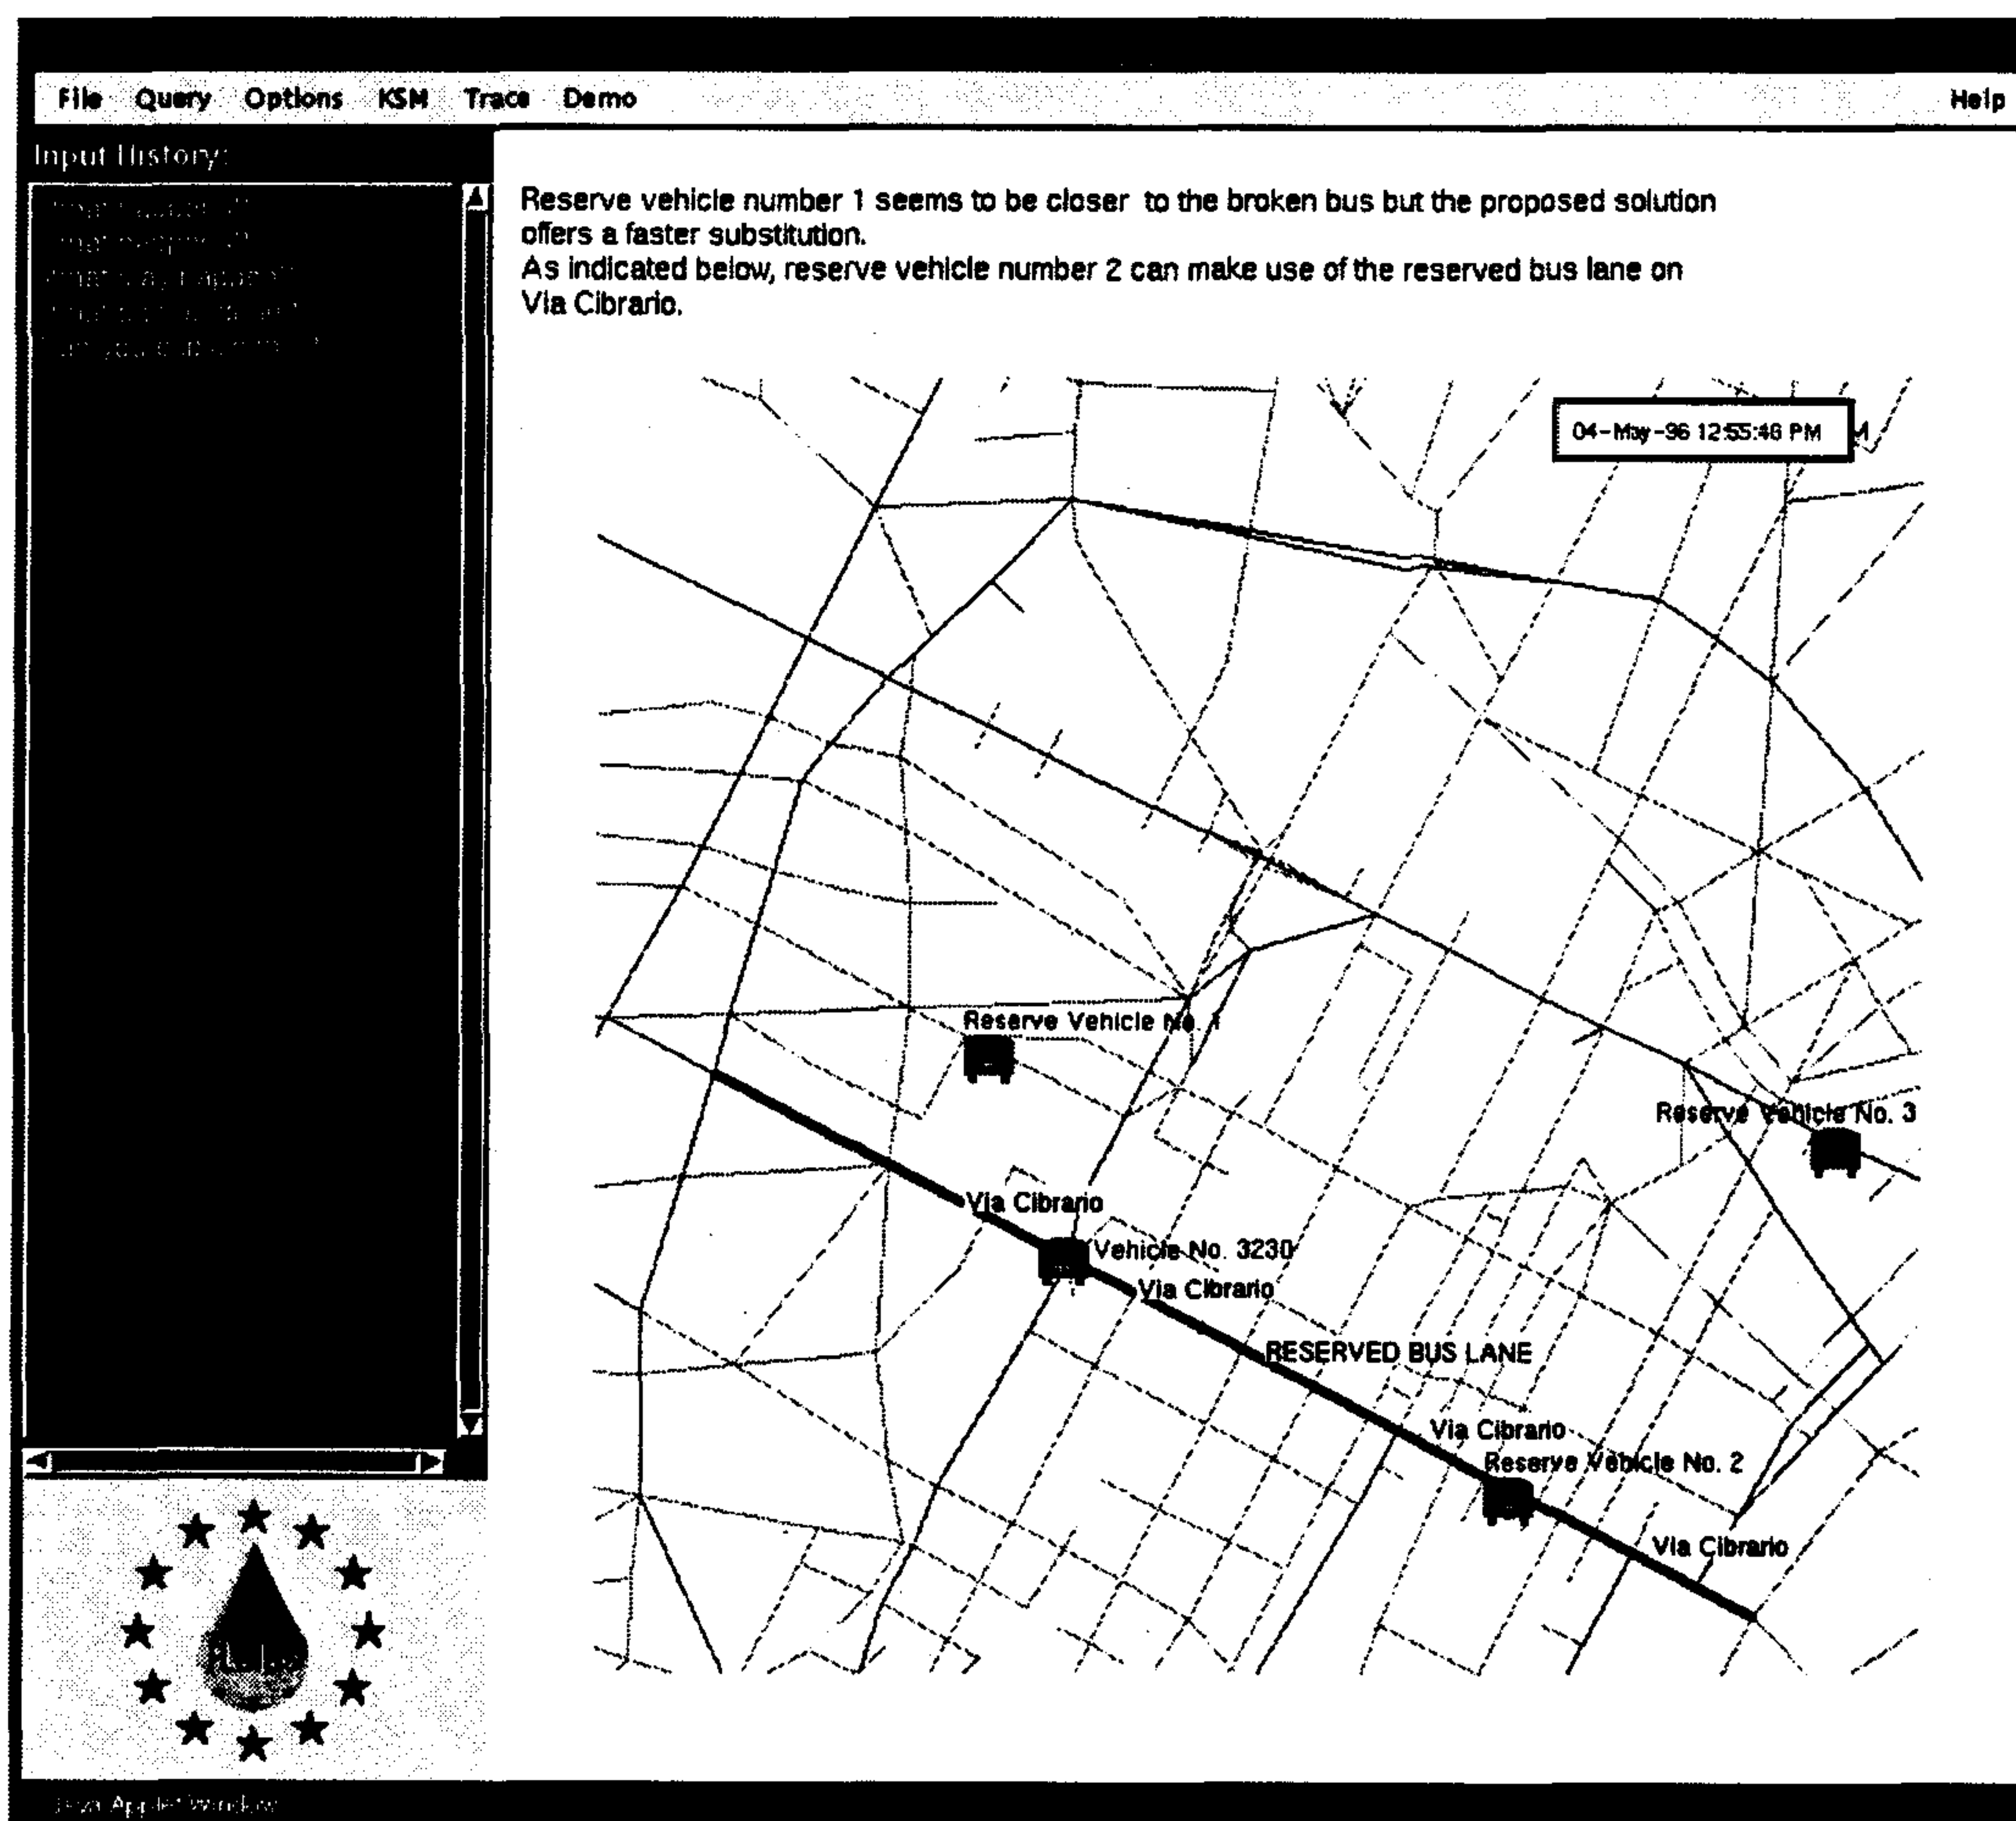 File Query Options KSM Trace Demo Help
Input History:
Reserve vehicle number 1 seems to be closer to the broken bus but the proposed solution
offers a faster substitution.
As indicated below, reserve vehicle number 2 can make use of the reserved bus lane on
Via Cibrario.
04-May-96 12:55:46 PM
Reserve Vehicle No. 1
Reserve Vehicle No. 3
Via Cibrario
Vehicle No. 3230
Via Cibrario
RESERVED BUS LANE
Via Cibrario
Reserve Vehicle No. 2
Via Cibrario
Java Applet Window